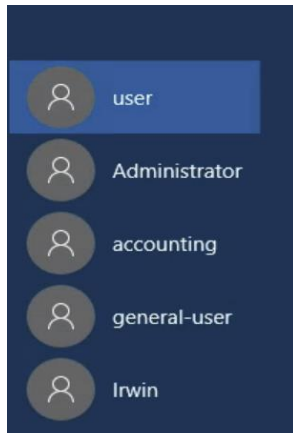 user
Administrator
accounting
general-user
Irwin